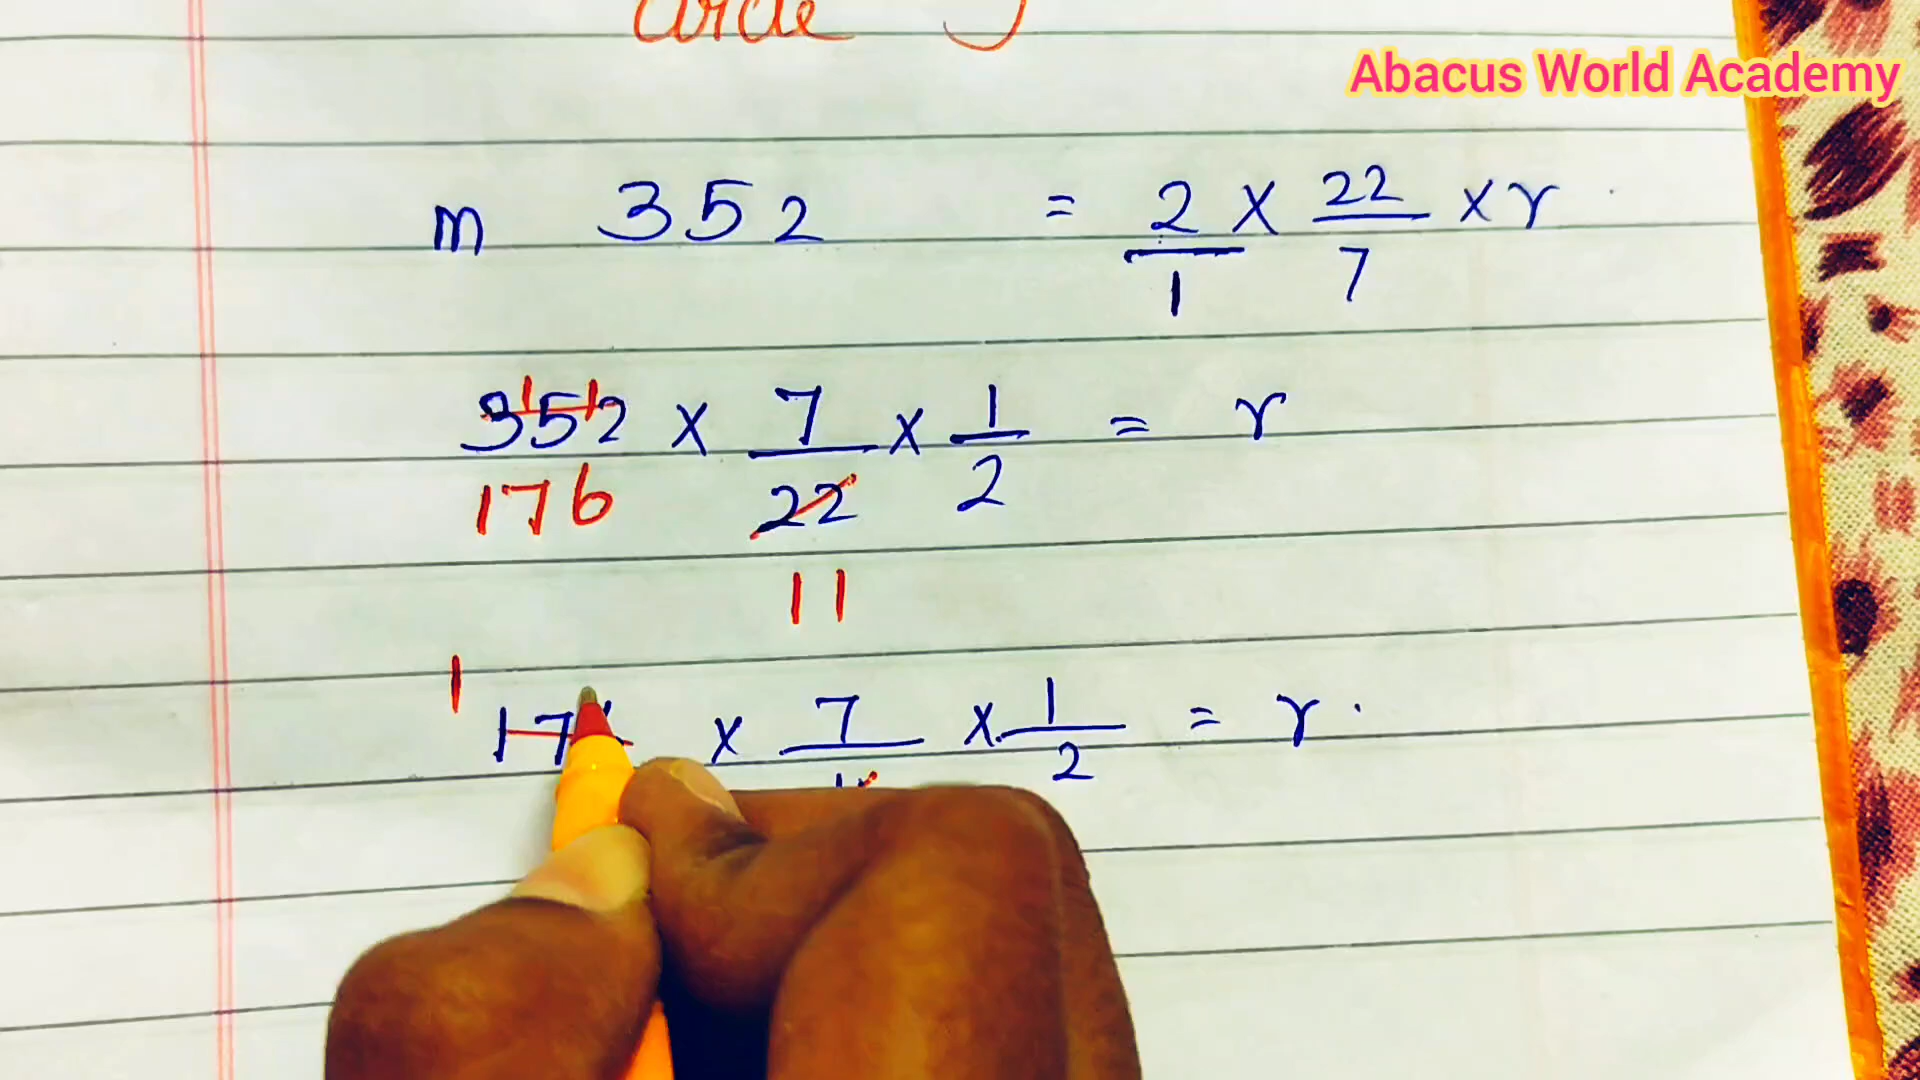 Circle
Abacus World Academy
m 352 = 2/1 x 22/7 x r
352 x 7/22 x 1/2 = r
176
11
1
17 x 7/ x 1/2 = r.